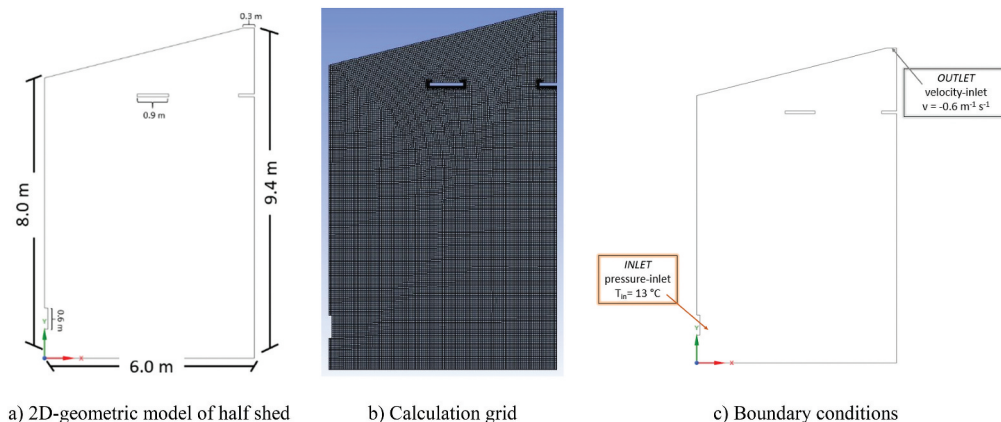 0.3 m
0.9 m
8.0 m
9.4 m
0.6 m
Y
X
6.0 m
OUTLET
velocity-inlet
v = -0.6 m⁻¹ s⁻¹
INLET
pressure-inlet
Tin= 13 °C
Y
X
a) 2D-geometric model of half shed
b) Calculation grid
c) Boundary conditions